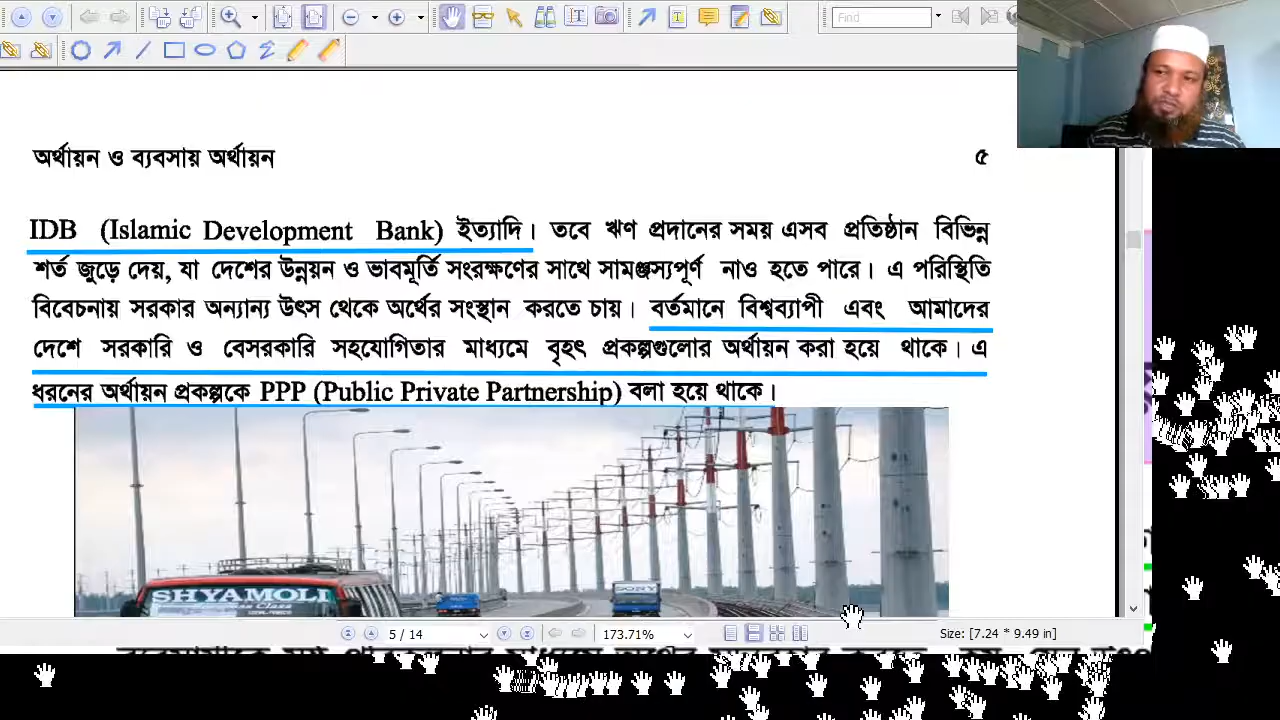 Find
অর্থায়ন ও ব্যবসায় অর্থায়ন ৫
IDB (Islamic Development Bank) ইত্যাদি। তবে ঋণ প্রদানের সময় এসব প্রতিষ্ঠান বিভিন্ন
শর্ত জুড়ে দেয়, যা দেশের উন্নয়ন ও ভাবমূর্তি সংরক্ষণের সাথে সামঞ্জস্যপূর্ণ নাও হতে পারে। এ পরিস্থিতি
বিবেচনায় সরকার অন্যান্য উৎস থেকে অর্থের সংস্থান করতে চায়। বর্তমানে বিশ্বব্যাপী এবং আমাদের
দেশে সরকারি ও বেসরকারি সহযোগিতার মাধ্যমে বৃহৎ প্রকল্পগুলোর অর্থায়ন করা হয়ে থাকে। এ
ধরনের অর্থায়ন প্রকল্পকে PPP (Public Private Partnership) বলা হয়ে থাকে।
SHYAMOLI
SONY
5 / 14 173.71% Size: [7.24 * 9.49 in]